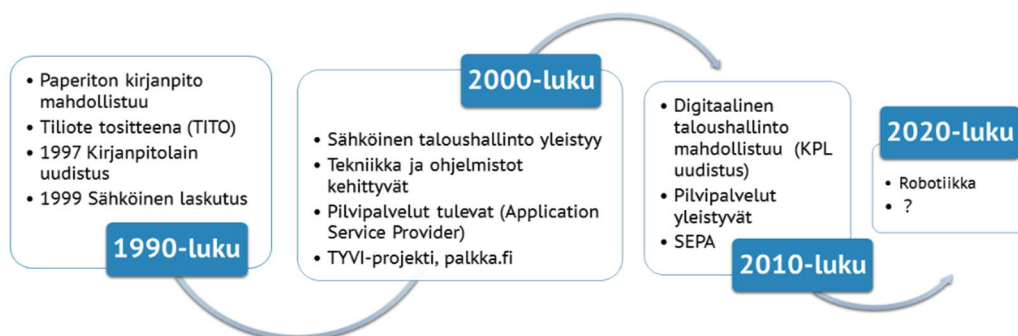 • Paperiton kirjanpito
mahdollistuu
• Tiliote tositteena (TITO)
• 1997 Kirjanpitolain
uudistus
• 1999 Sähköinen laskutus
1990-luku
2000-luku
• Sähköinen taloushallinto yleistyy
• Tekniikka ja ohjelmistot
kehittyvät
• Pilvipalvelut tulevat (Application
Service Provider)
• TYVI-projekti, palkka.fi
• Digitaalinen
taloushallinto
mahdollistuu (KPL
uudistus)
• Pilvipalvelut
yleistyvät
• SEPA
2010-luku
2020-luku
• Robotiikka
• ?